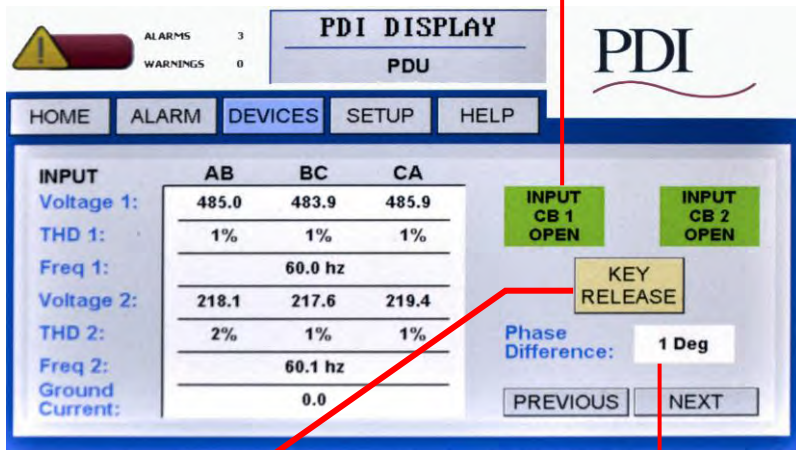 ALARMS 3
WARNINGS 0
PDI DISPLAY
PDU
PDI
HOME ALARM DEVICES SETUP HELP
INPUT AB BC CA
Voltage 1: 485.0 483.9 485.9
THD 1: 1% 1% 1%
Freq 1: 60.0 hz
Voltage 2: 218.1 217.6 219.4
THD 2: 2% 1% 1%
Freq 2: 60.1 hz
Ground
Current: 0.0
INPUT
CB 1
OPEN
INPUT
CB 2
OPEN
KEY
RELEASE
Phase
Difference: 1 Deg
PREVIOUS NEXT